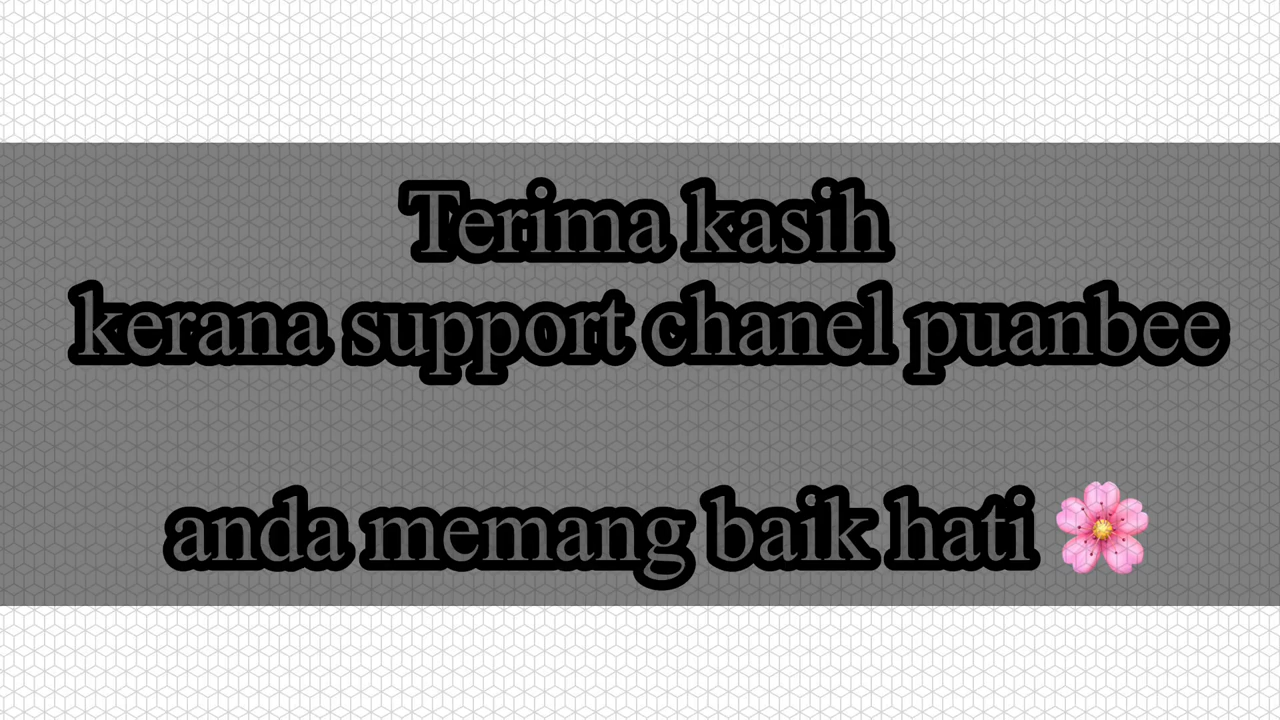 Terima kasih
kerana support chanel puanbee
anda memang baik hati 🌸